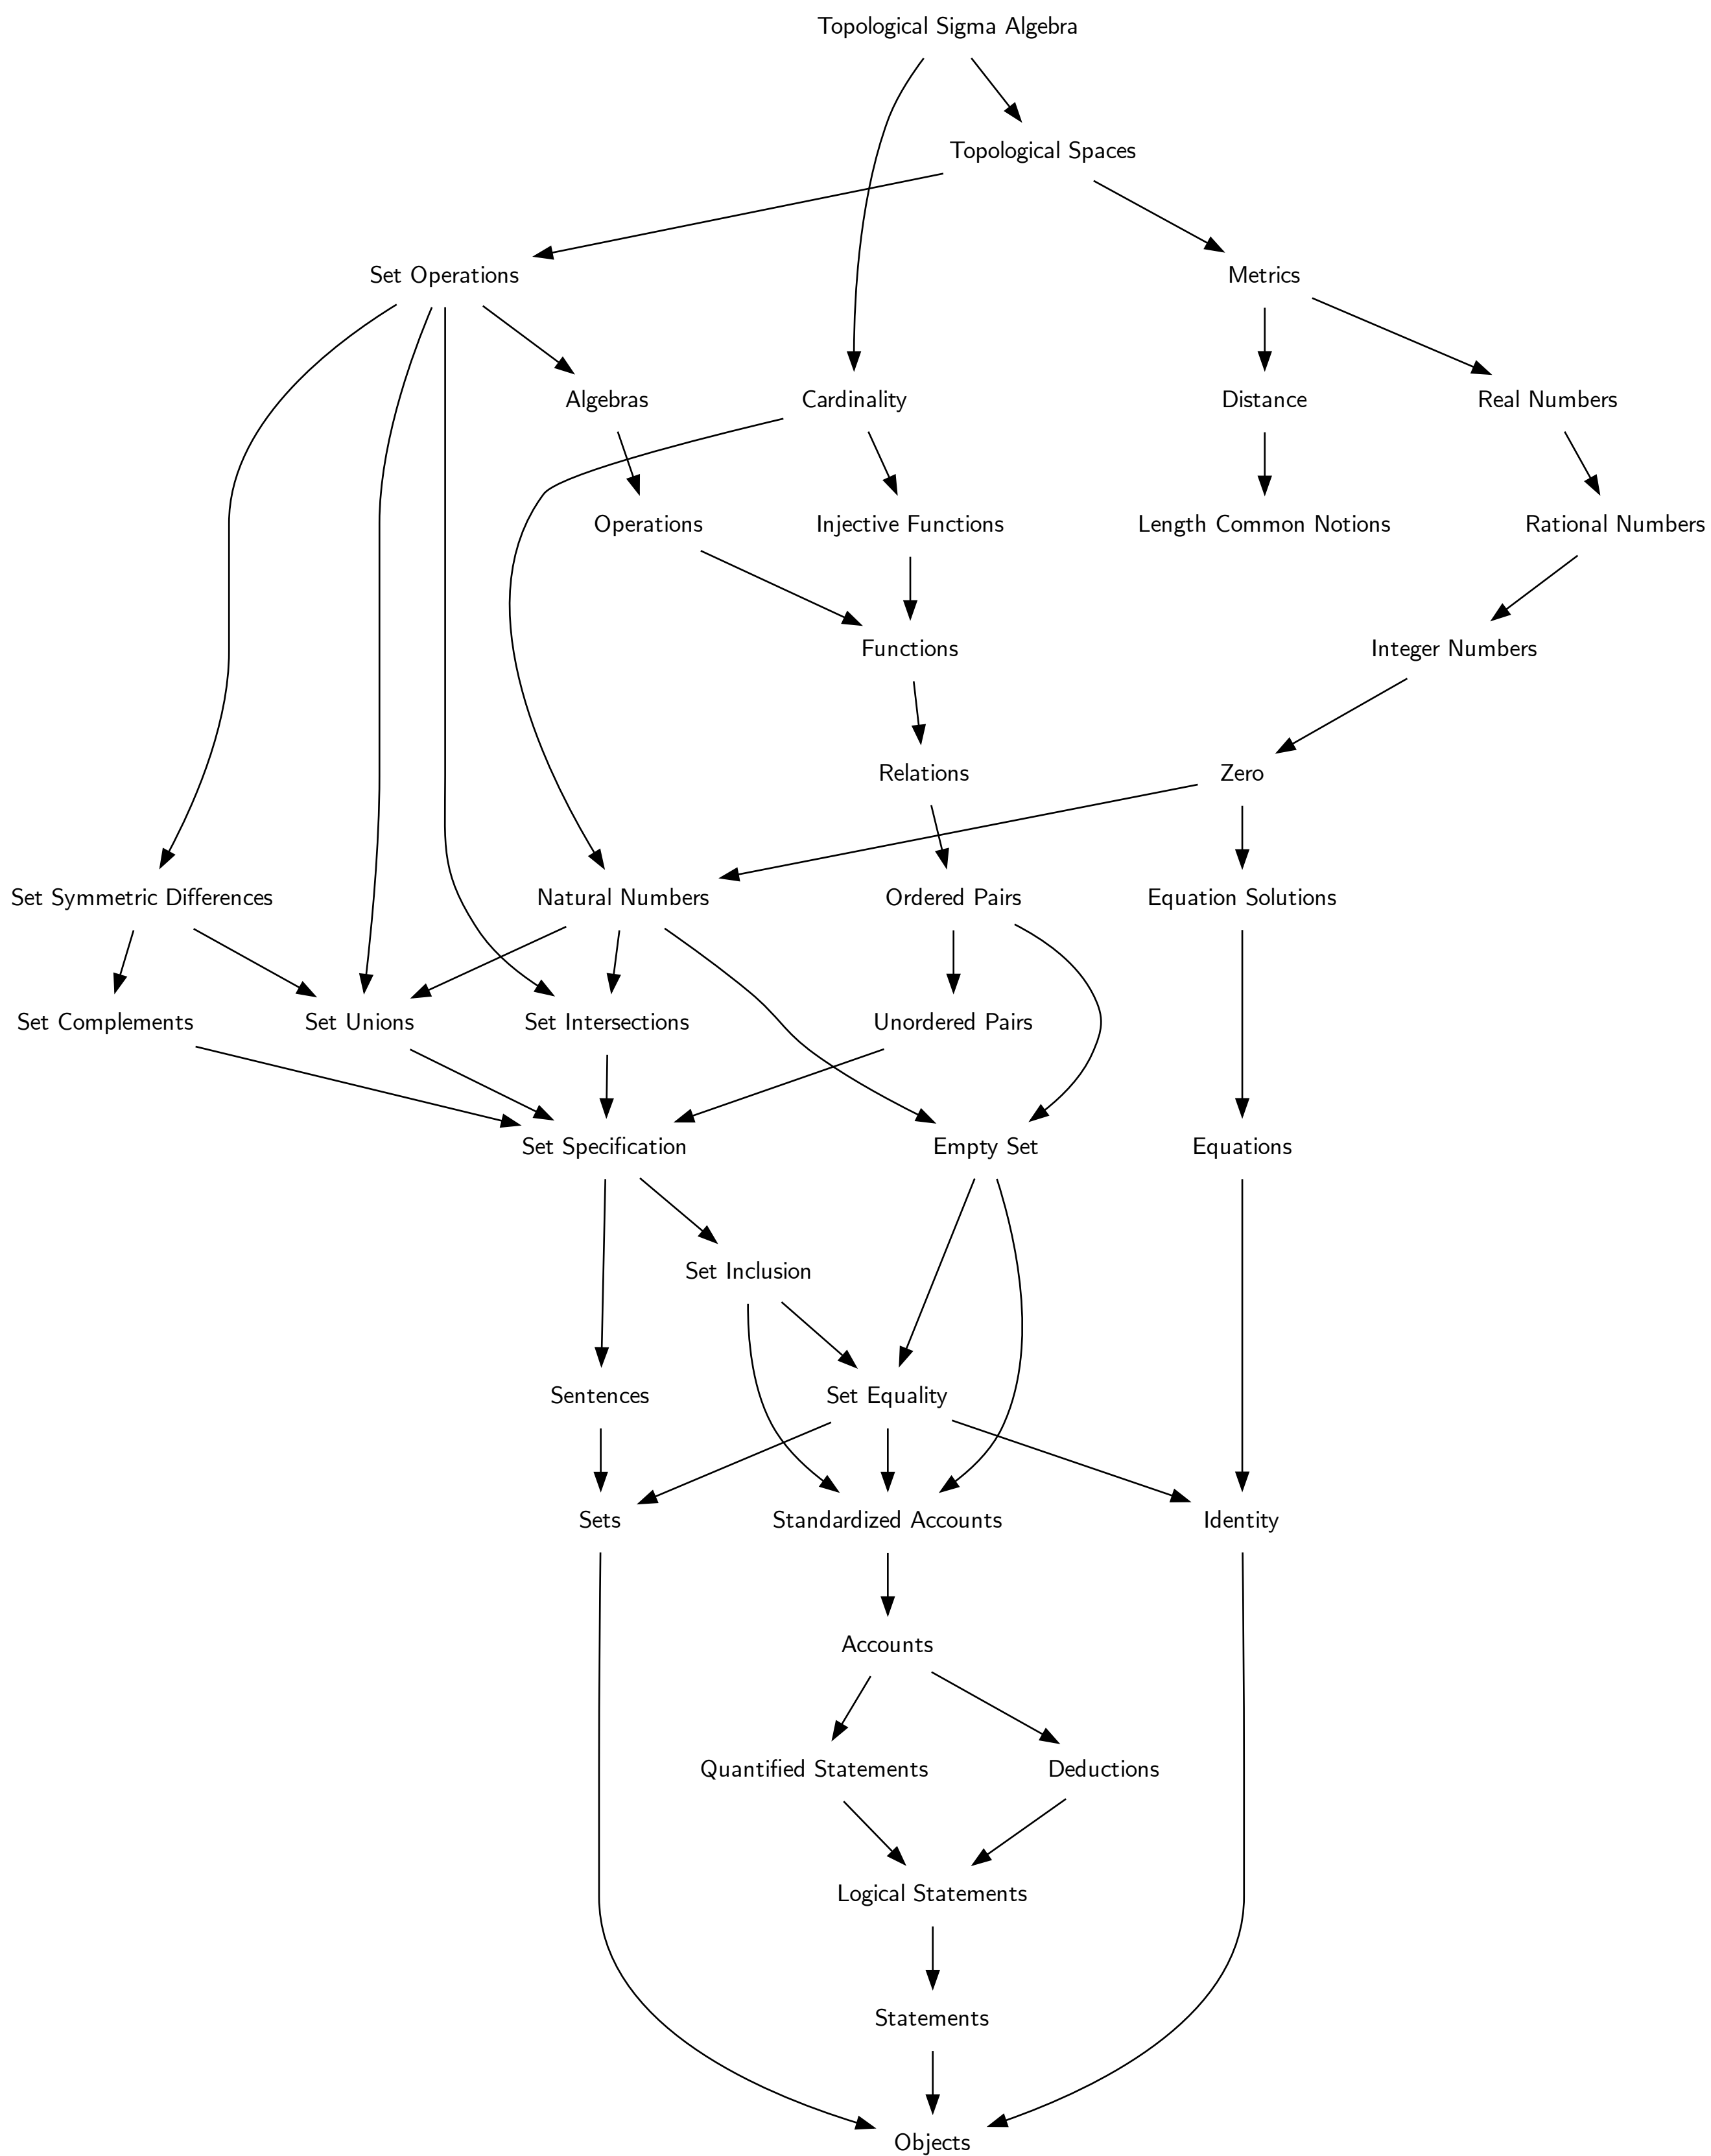 Topological Sigma Algebra
Topological Spaces
Set Operations
Metrics
Algebras
Cardinality
Distance
Real Numbers
Operations
Injective Functions
Length Common Notions
Rational Numbers
Functions
Integer Numbers
Relations
Zero
Set Symmetric Differences
Natural Numbers
Ordered Pairs
Equation Solutions
Set Complements
Set Unions
Set Intersections
Unordered Pairs
Set Specification
Empty Set
Equations
Set Inclusion
Sentences
Set Equality
Sets
Standardized Accounts
Identity
Accounts
Quantified Statements
Deductions
Logical Statements
Statements
Objects